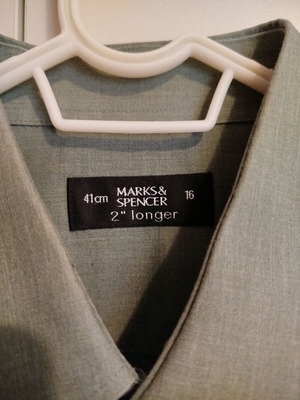 41cm MARKS& 16
SPENCER
2" longer